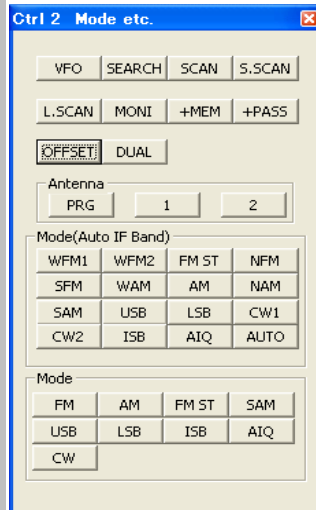 Ctrl 2 Mode etc.
VFO SEARCH SCAN S.SCAN
L.SCAN MONI +MEM +PASS
OFFSET DUAL
Antenna
PRG 1 2
Mode(Auto IF Band)
WFM1 WFM2 FM ST NFM
SFM WAM AM NAM
SAM USB LSB CW1
CW2 ISB AIQ AUTO
Mode
FM AM FM ST SAM
USB LSB ISB AIQ
CW